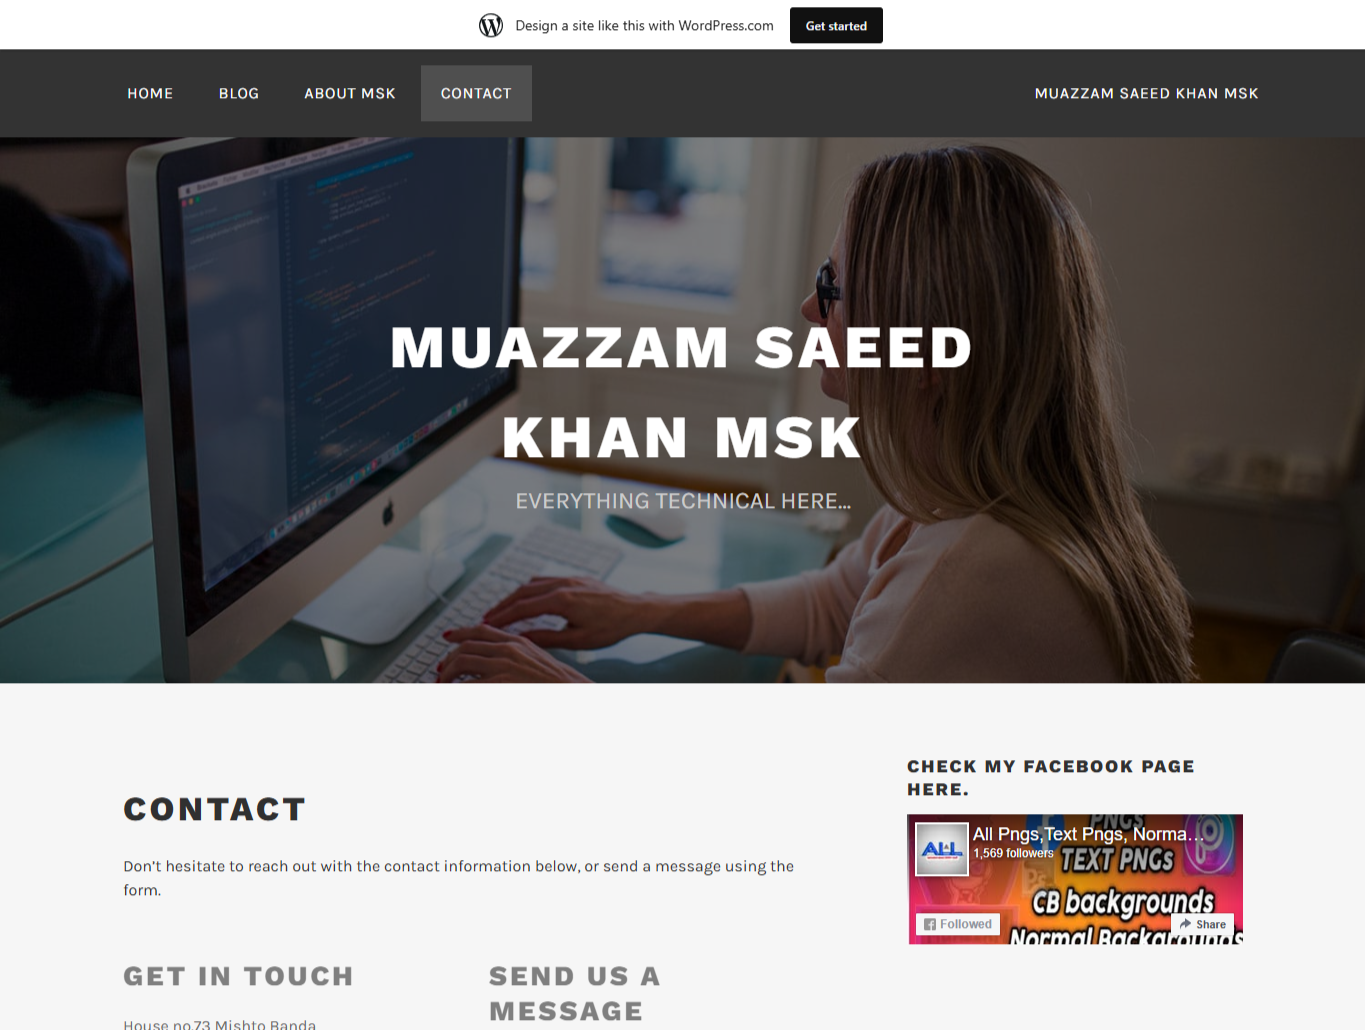 Design a site like this with WordPress.com
Get started
HOME
BLOG
ABOUT MSK
CONTACT
MUAZZAM SAEED KHAN MSK
MUAZZAM SAEED
KHAN MSK
EVERYTHING TECHNICAL HERE...
CONTACT
Don't hesitate to reach out with the contact information below, or send a message using the
form.
GET IN TOUCH
House no.73 Mishto Banda
SEND US A
MESSAGE
CHECK MY FACEBOOK PAGE
HERE.
All Pngs,Text Pngs, Norma...
1,569 followers
ALL
PNGS
TEXT PNGS
CB backgrounds
Normal Backgrounds
Followed
Share